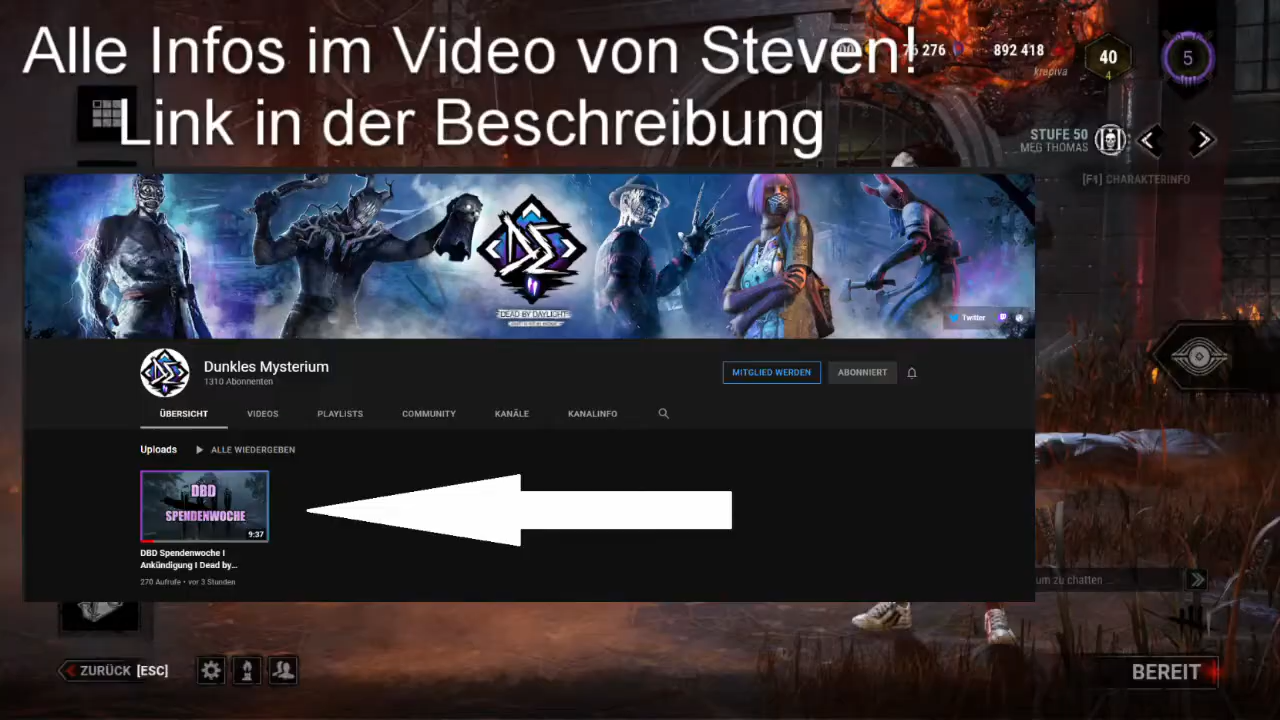 Alle Infos im Video von Steven!
Link in der Beschreibung
892 418
krapiva
40
4
5
STUFE 50
MEG THOMAS
[F4] CHARAKTERINFO
DEAD BY DAYLIGHT
Twitter
Dunkles Mysterium
1310 Abonnenten
MITGLIED WERDEN
ABONNIERT
ÜBERSICHT
VIDEOS
PLAYLISTS
COMMUNITY
KANÄLE
KANALINFO
Uploads
ALLE WIEDERGEBEN
DBD
SPENDENWOCHE
9:37
DBD Spendenwoche I
Ankündigung I Dead by...
270 Aufrufe • vor 3 Stunden
um zu chatten ...
ZURÜCK [ESC]
BEREIT